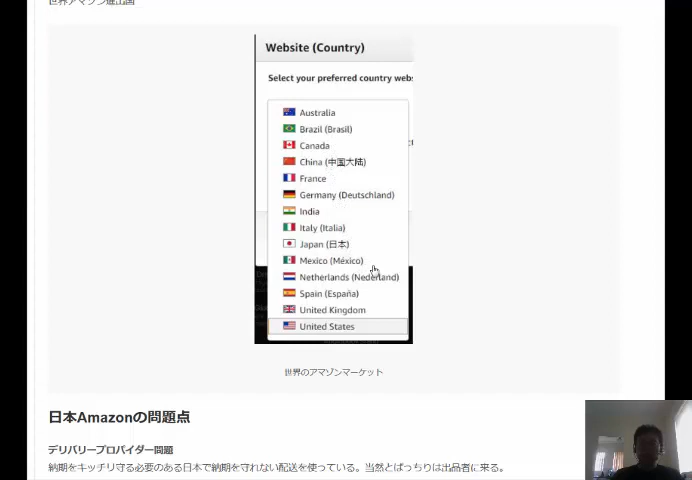 世界アマゾン進出国
Website (Country)
Select your preferred country webs
Australia
Brazil (Brasil)
Canada
China (中国大陆)
France
Germany (Deutschland)
India
Italy (Italia)
Japan (日本)
Mexico (México)
Netherlands (Nederland)
Spain (España)
United Kingdom
United States
世界のアマゾンマーケット
日本Amazonの問題点
デリバリープロバイダー問題
納期をキッチリ守る必要のある日本で納期を守れない配送を使っている。当然とばっちりは出品者に来る。